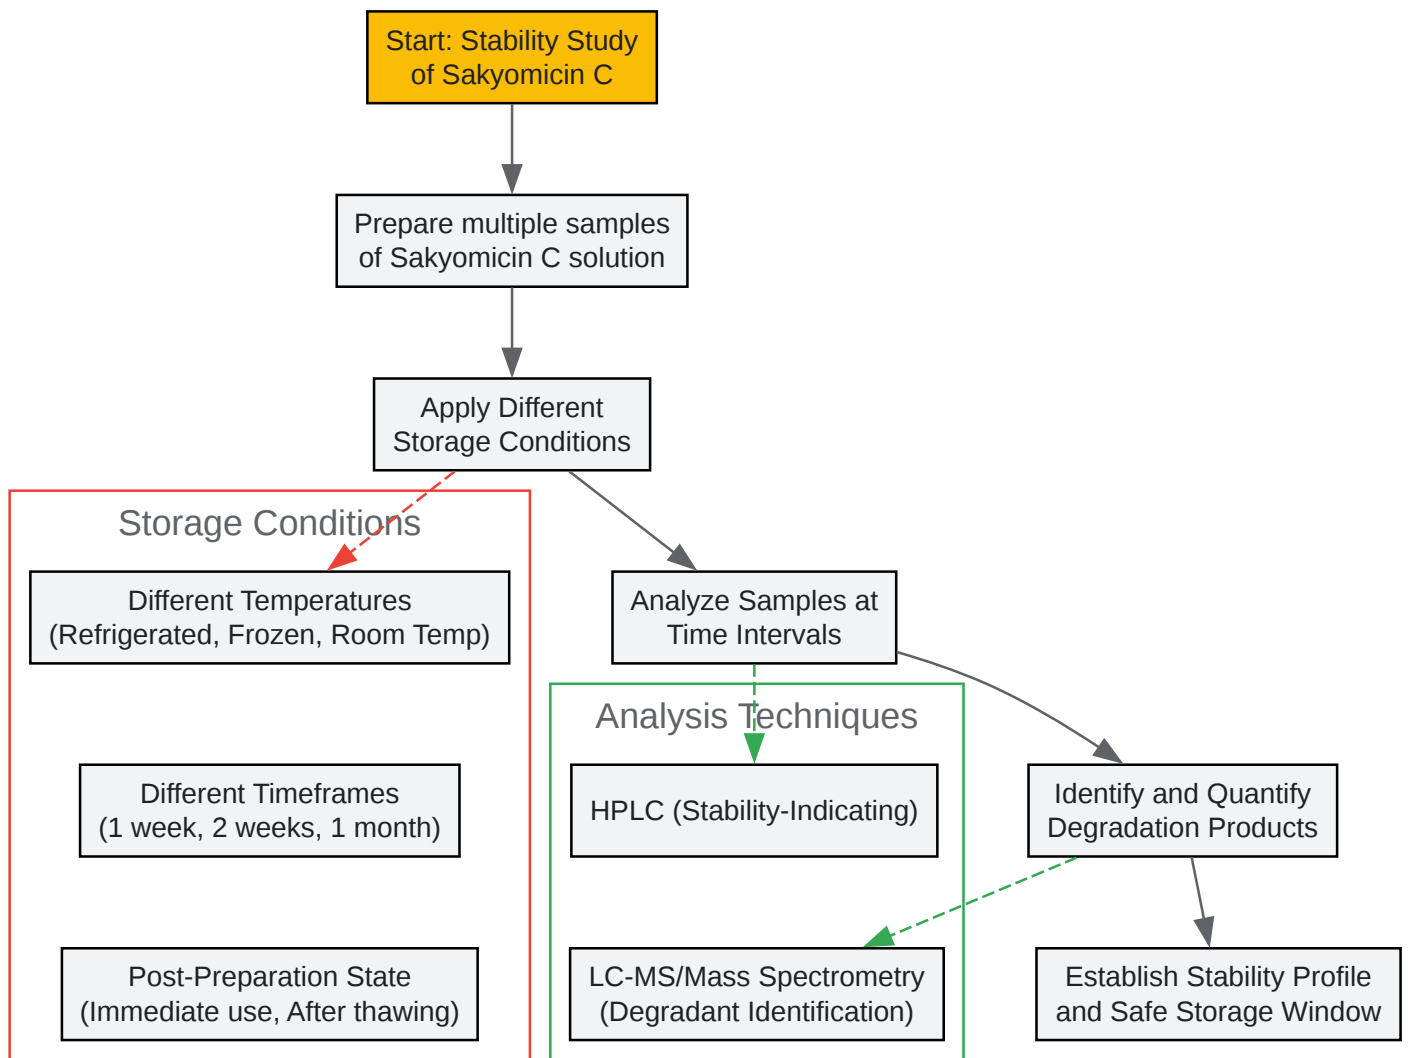 Start: Stability Study
of Sakyomicin C
Prepare multiple samples
of Sakyomicin C solution
Apply Different
Storage Conditions
Storage Conditions
Different Temperatures
(Refrigerated, Frozen, Room Temp)
Analyze Samples at
Time Intervals
Analysis Techniques
Different Timeframes
(1 week, 2 weeks, 1 month)
HPLC (Stability-Indicating)
Identify and Quantify
Degradation Products
Post-Preparation State
(Immediate use, After thawing)
LC-MS/Mass Spectrometry
(Degradant Identification)
Establish Stability Profile
and Safe Storage Window